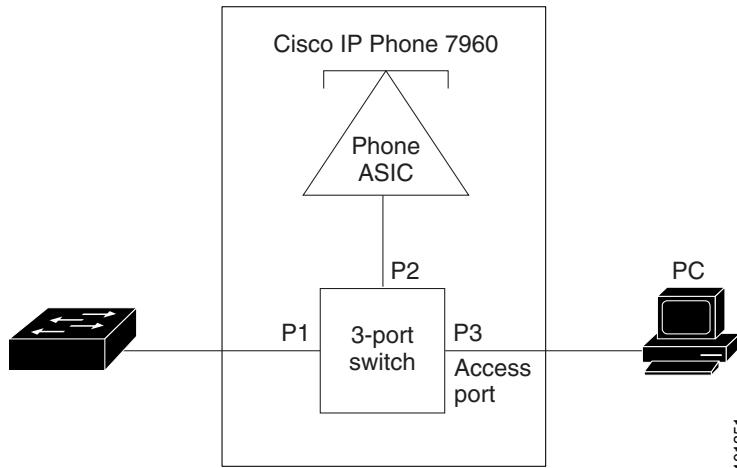 Cisco IP Phone 7960
Phone
ASIC
P2
PC
P1
3-port
switch
P3
Access
port